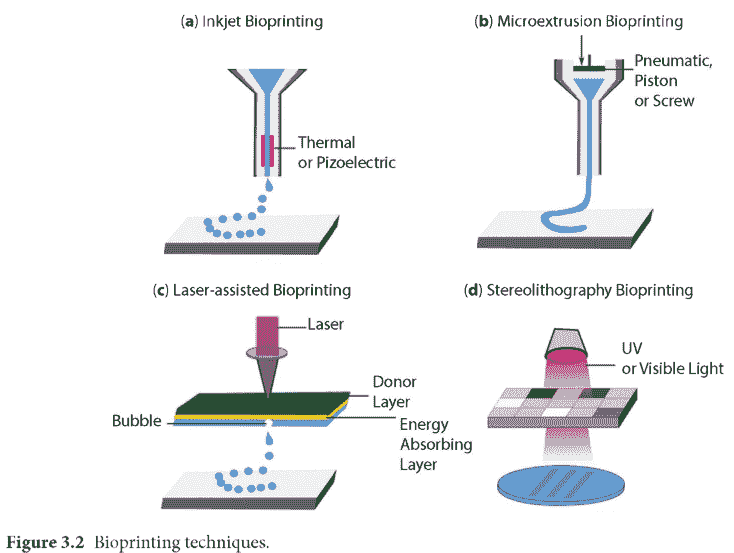 (a) Inkjet Bioprinting
Thermal
or Pizoelectric
(b) Microextrusion Bioprinting
Pneumatic,
Piston
or Screw
(c) Laser-assisted Bioprinting
Laser
Donor
Layer
Bubble
Energy
Absorbing
Layer
(d) Stereolithography Bioprinting
UV
or Visible Light
Figure 3.2 Bioprinting techniques.